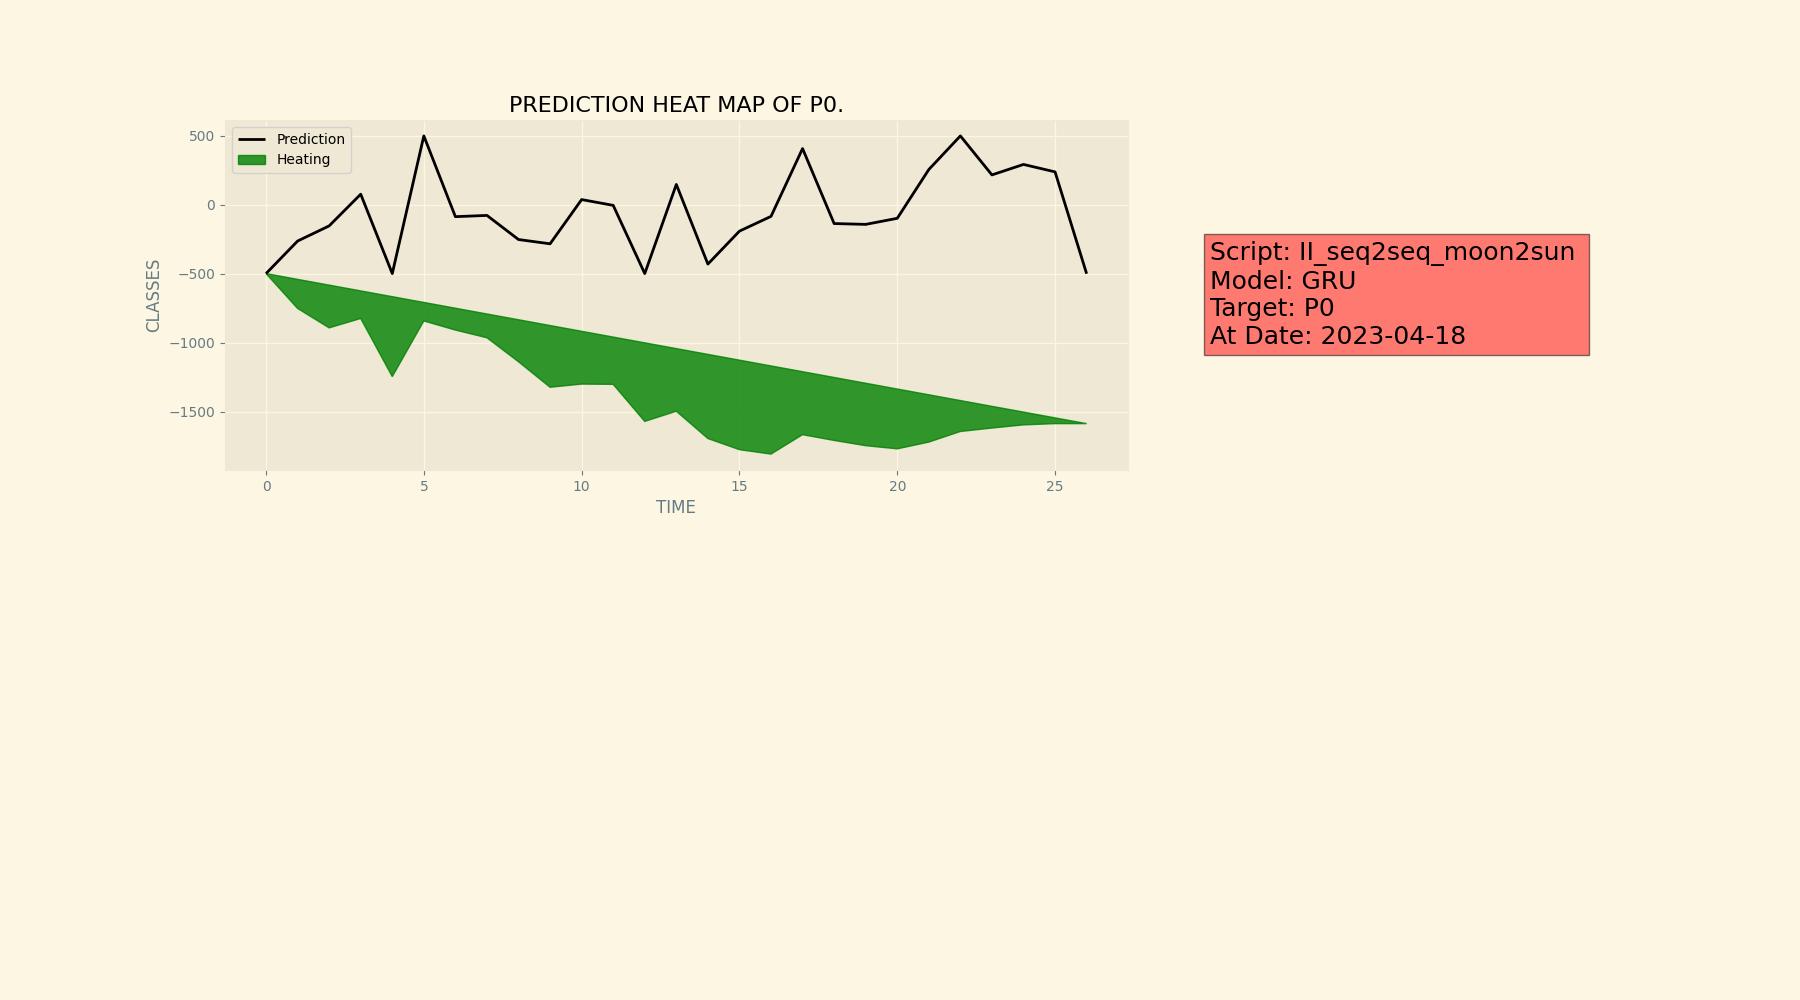 PREDICTION HEAT MAP OF P0.
Prediction
Heating
500
0
−500
−1000
−1500
CLASSES
0 5 10 15 20 25
TIME
Script: II_seq2seq_moon2sun
Model: GRU
Target: P0
At Date: 2023-04-18